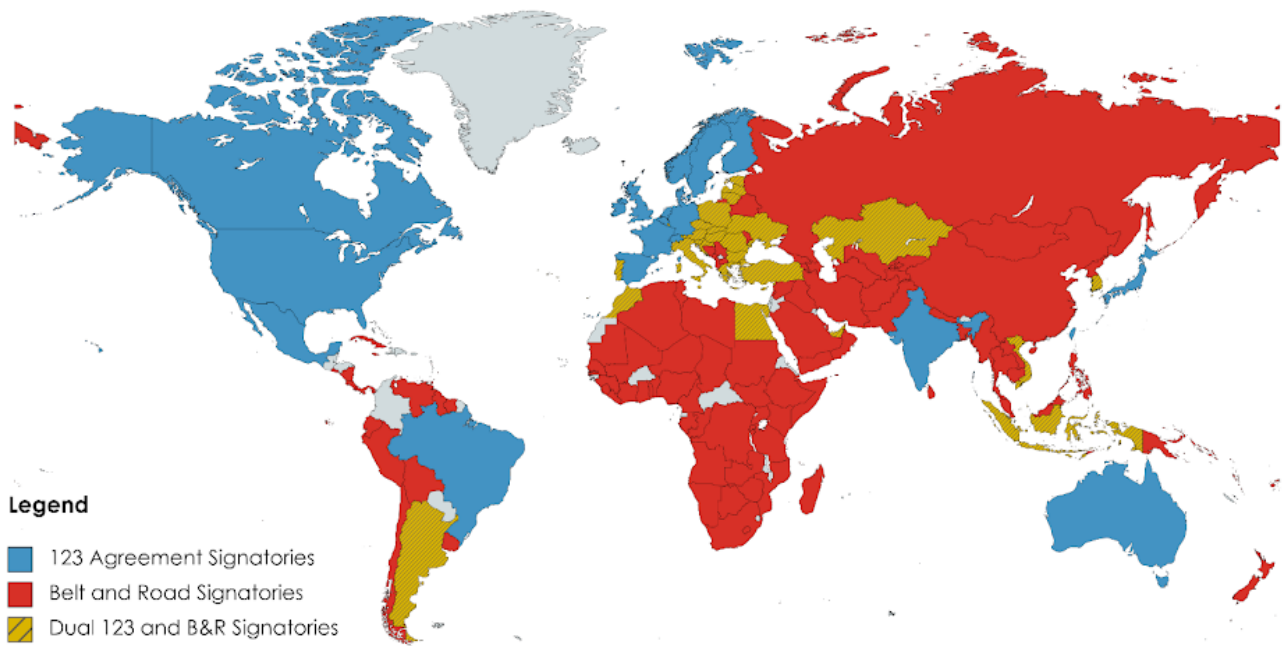 Legend
123 Agreement Signatories
Belt and Road Signatories
Dual 123 and B&R Signatories